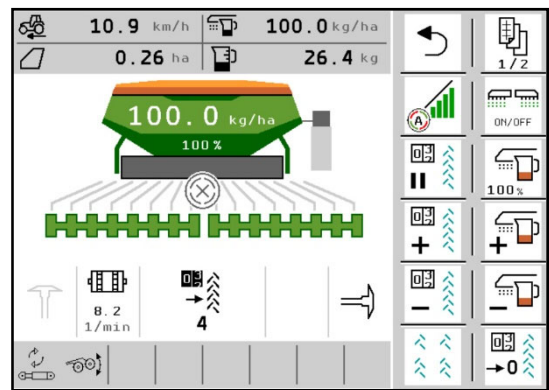 10.9 km/h 100.0 kg/ha
0.26 ha 26.4 kg
1/2
100.0 kg/ha
100%
A
ON/OFF
100%
+ +
8.2
1/min
4
− −
→0